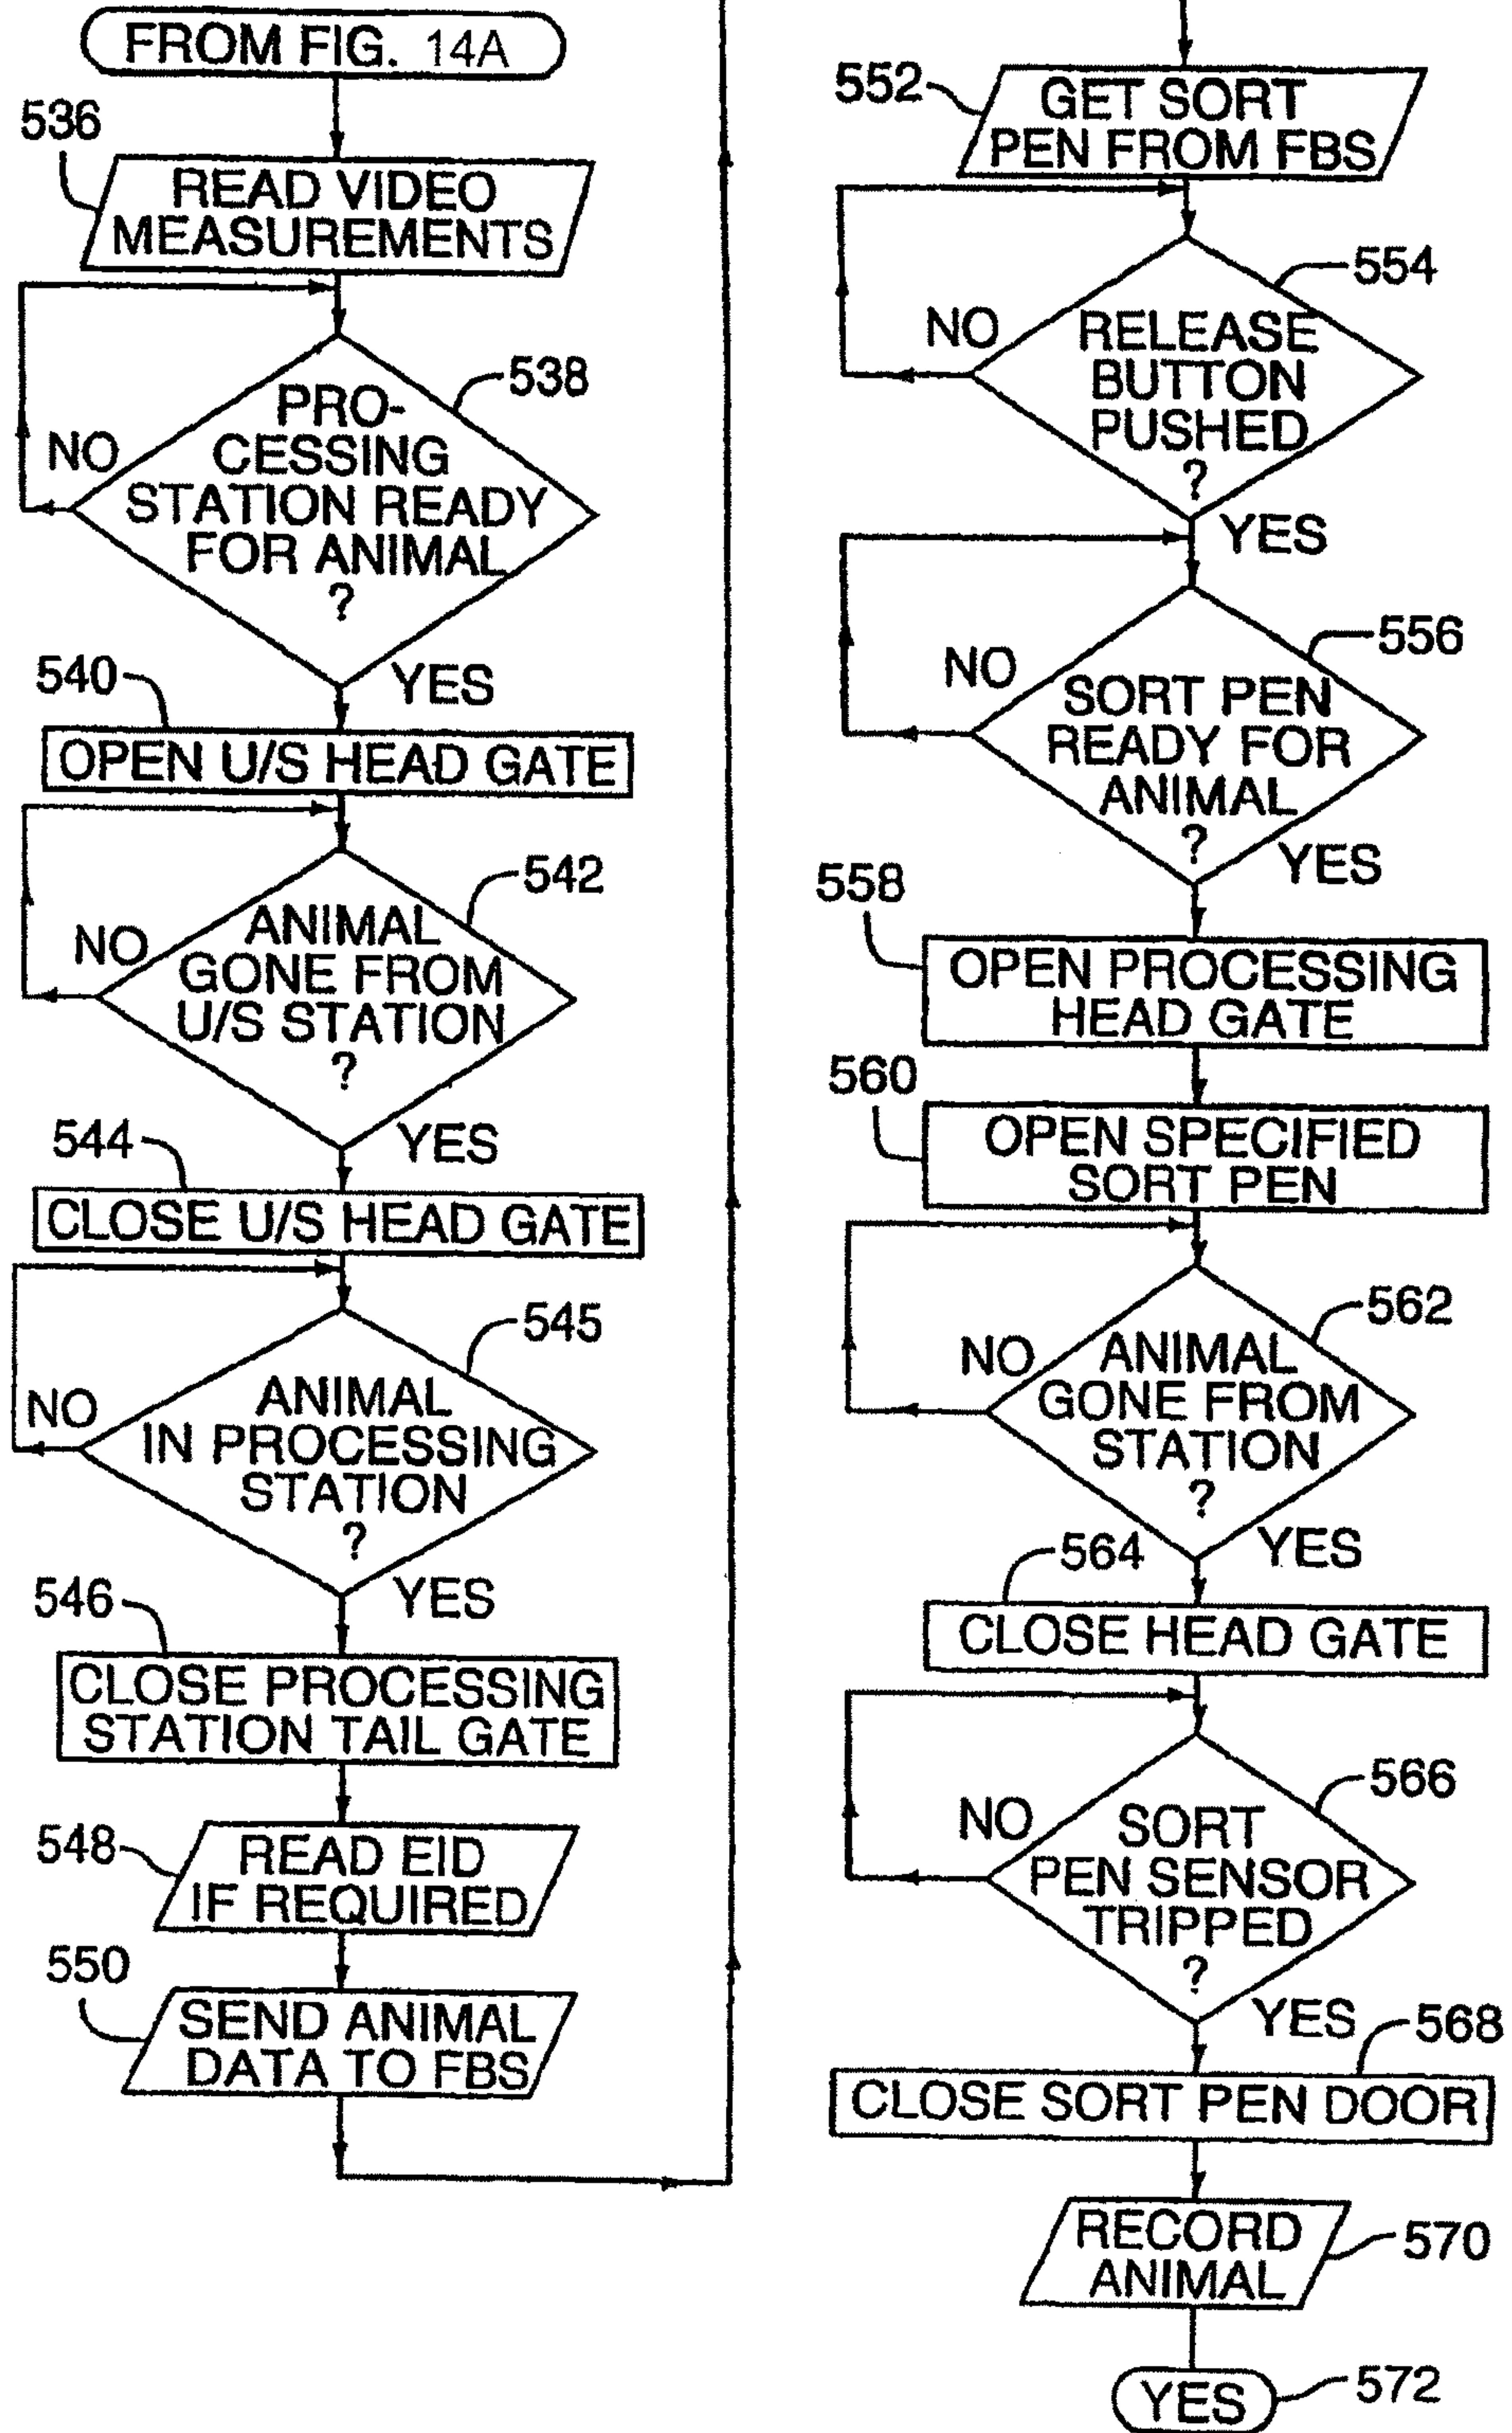 FROM FIG. 14A
536
READ VIDEO
MEASUREMENTS
538
PRO-
CESSING
STATION READY
FOR ANIMAL
?
NO
YES
540
OPEN U/S HEAD GATE
542
ANIMAL
GONE FROM
U/S STATION
?
NO
YES
544
CLOSE U/S HEAD GATE
545
ANIMAL
IN PROCESSING
STATION
?
NO
YES
546
CLOSE PROCESSING
STATION TAIL GATE
548
READ EID
IF REQUIRED
550
SEND ANIMAL
DATA TO FBS
552
GET SORT
PEN FROM FBS
554
RELEASE
BUTTON
PUSHED
?
NO
YES
556
SORT PEN
READY FOR
ANIMAL
?
NO
YES
558
OPEN PROCESSING
HEAD GATE
560
OPEN SPECIFIED
SORT PEN
562
ANIMAL
GONE FROM
STATION
?
NO
YES
564
CLOSE HEAD GATE
566
SORT
PEN SENSOR
TRIPPED
?
NO
YES
568
CLOSE SORT PEN DOOR
RECORD
ANIMAL
570
YES
572